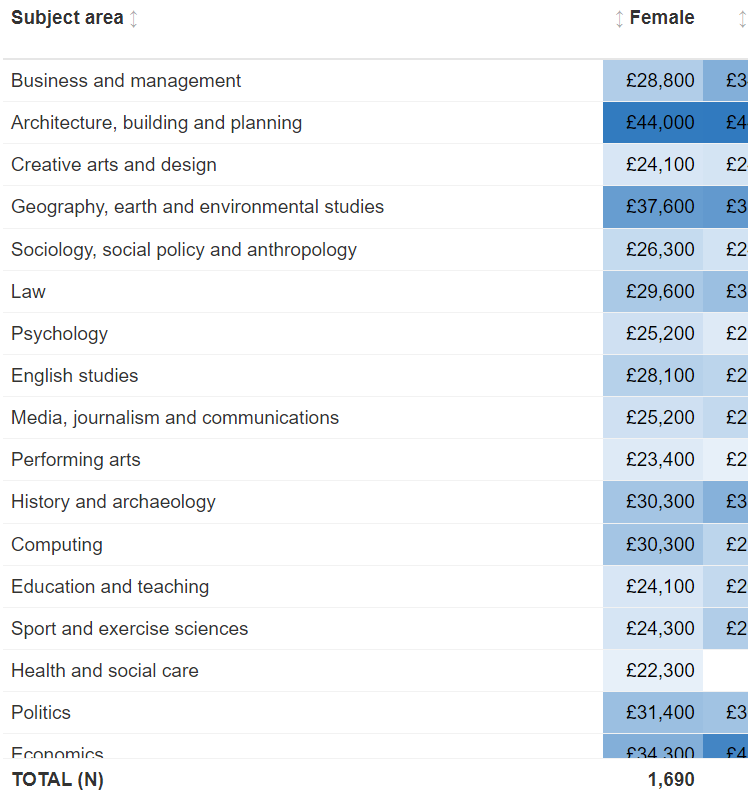 Subject area Female
Business and management £28,800 £3
Architecture, building and planning £44,000 £4
Creative arts and design £24,100 £2
Geography, earth and environmental studies £37,600 £3
Sociology, social policy and anthropology £26,300 £2
Law £29,600 £3
Psychology £25,200 £2
English studies £28,100 £2
Media, journalism and communications £25,200 £2
Performing arts £23,400 £2
History and archaeology £30,300 £3
Computing £30,300 £2
Education and teaching £24,100 £2
Sport and exercise sciences £24,300 £2
Health and social care £22,300
Politics £31,400 £3
Economics £34,300 £4
TOTAL (N) 1,690